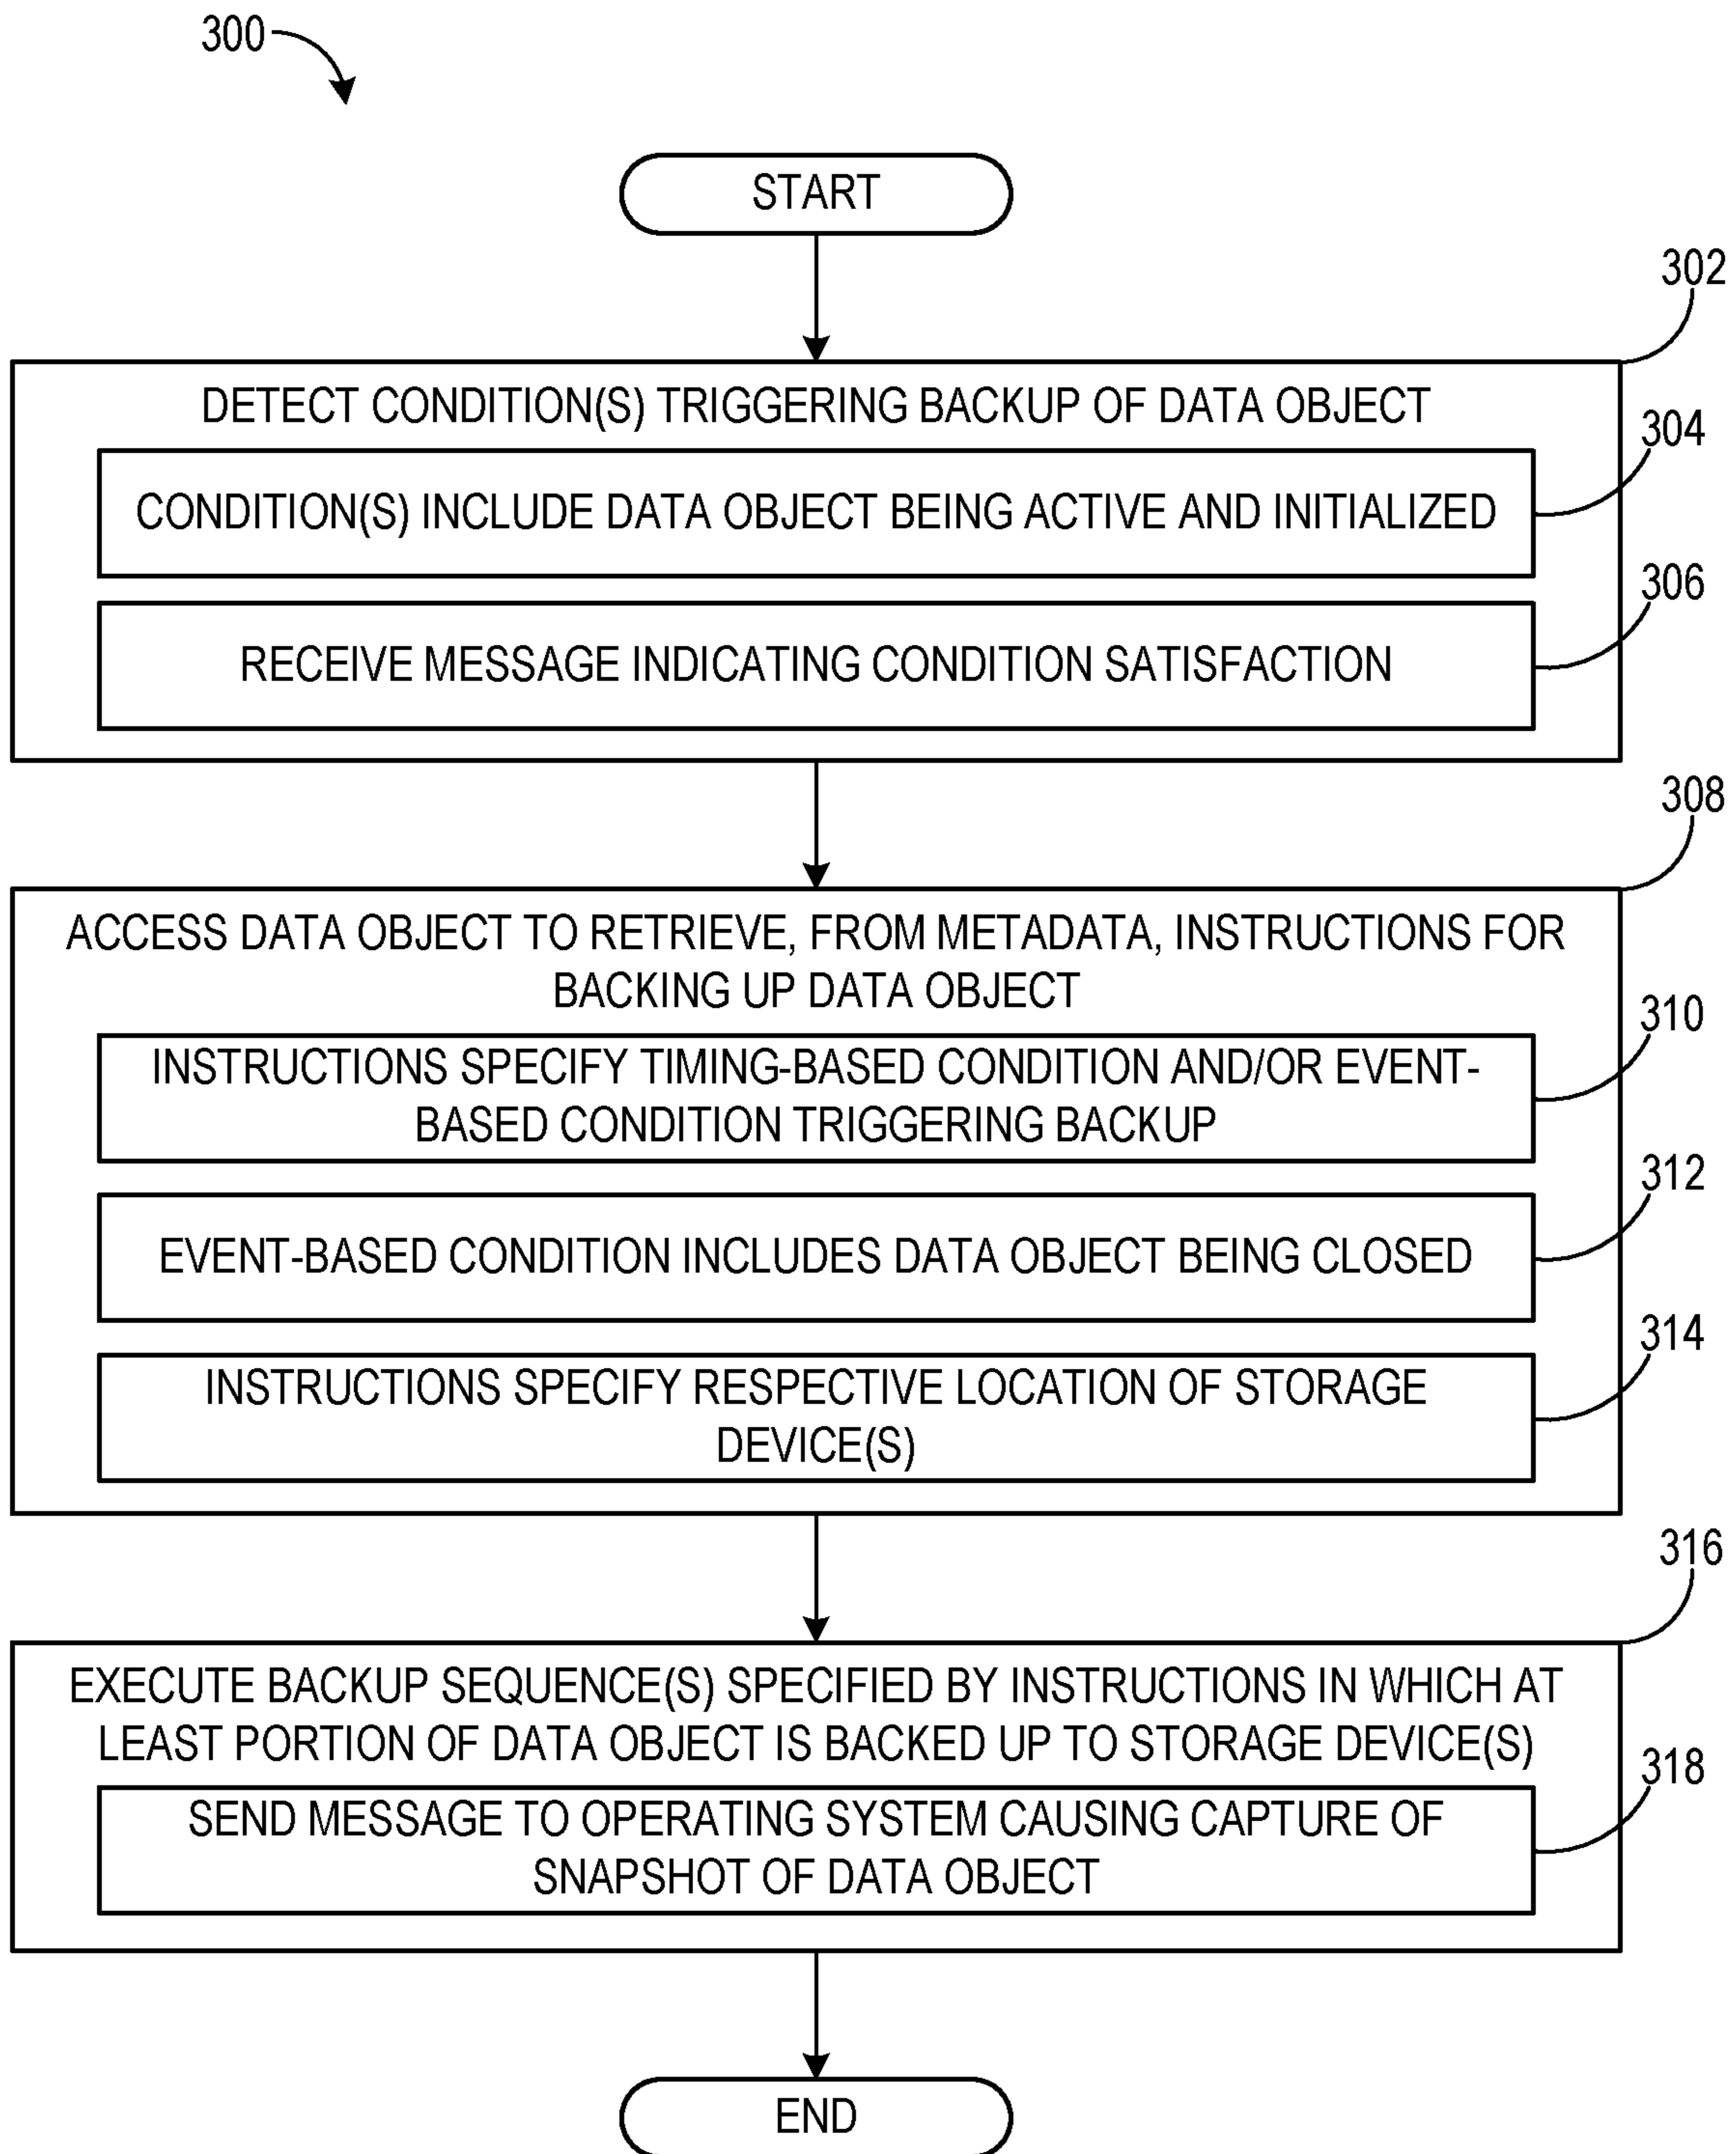 300
START
302
DETECT CONDITION(S) TRIGGERING BACKUP OF DATA OBJECT
304
CONDITION(S) INCLUDE DATA OBJECT BEING ACTIVE AND INITIALIZED
306
RECEIVE MESSAGE INDICATING CONDITION SATISFACTION
308
ACCESS DATA OBJECT TO RETRIEVE, FROM METADATA, INSTRUCTIONS FOR
BACKING UP DATA OBJECT
310
INSTRUCTIONS SPECIFY TIMING-BASED CONDITION AND/OR EVENT-
BASED CONDITION TRIGGERING BACKUP
312
EVENT-BASED CONDITION INCLUDES DATA OBJECT BEING CLOSED
314
INSTRUCTIONS SPECIFY RESPECTIVE LOCATION OF STORAGE
DEVICE(S)
316
EXECUTE BACKUP SEQUENCE(S) SPECIFIED BY INSTRUCTIONS IN WHICH AT
LEAST PORTION OF DATA OBJECT IS BACKED UP TO STORAGE DEVICE(S)
318
SEND MESSAGE TO OPERATING SYSTEM CAUSING CAPTURE OF
SNAPSHOT OF DATA OBJECT
END